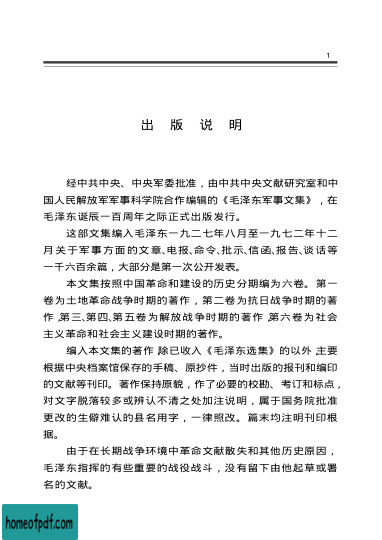 1
出版说明
经中共中央、中央军委批准，由中共中央文献研究室和中
国人民解放军军事科学院合作编辑的《毛泽东军事文集》，在
毛泽东诞辰一百周年之际正式出版发行。
这部文集编入毛泽东一九二七年八月至一九七二年十二
月关于军事方面的文章、电报、命令、批示、信函、报告、谈话等
一千六百余篇，大部分是第一次公开发表。
本文集按照中国革命和建设的历史分期编为六卷。第一
卷为土地革命战争时期的著作，第二卷为抗日战争时期的著
作，第三、第四、第五卷为解放战争时期的著作，第六卷为社会
主义革命和社会主义建设时期的著作。
编入本文集的著作，除已收入《毛泽东选集》的以外，主要
根据中央档案馆保存的手稿、原抄件，当时出版的报刊和编印
的文献等刊印。著作保持原貌，作了必要的校勘、考订和标点，
对文字脱落较多或辨认不清之处加注说明，属于国务院批准
更改的生僻难认的县名用字，一律照改。篇末均注明刊印根
据。
由于在长期战争环境中革命文献散失和其他历史原因，
毛泽东指挥的有些重要的战役战斗，没有留下由他起草或署
名的文献。
homeofpdf.com